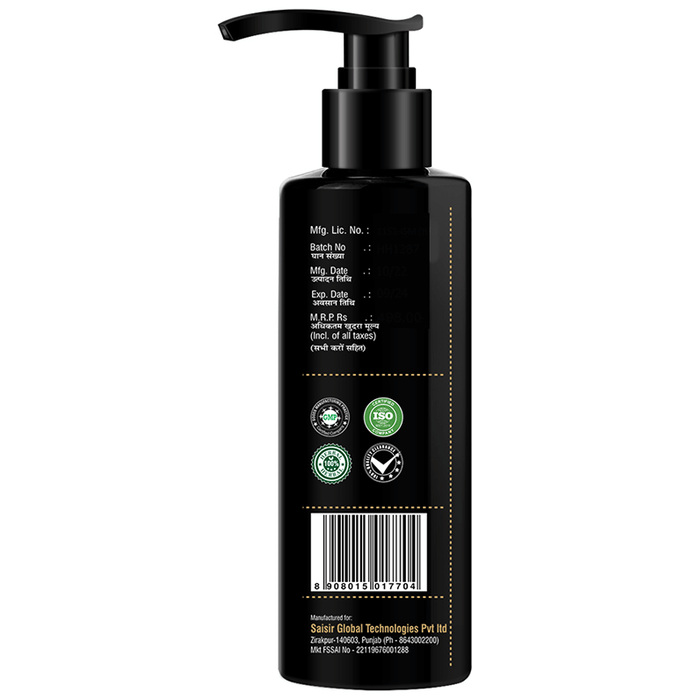 Mfg. Lic. No. :
Batch No . :
घान संख्या
Mfg. Date . :
उत्पादन तिथि
Exp. Date . :
अवसान तिथि
M.R.P. Rs . :
अधिकतम खुदरा मूल्य
(Incl. of all taxes)
(सभी करों सहित)
GMP
CERTIFIED
ISO
COMPANY
100%
8 908015 017704
Manufactured for:
Saisir Global Technologies Pvt ltd
Zirakpur-140603, Punjab (Ph - 8643002200)
Mkt FSSAI No - 22119676001288